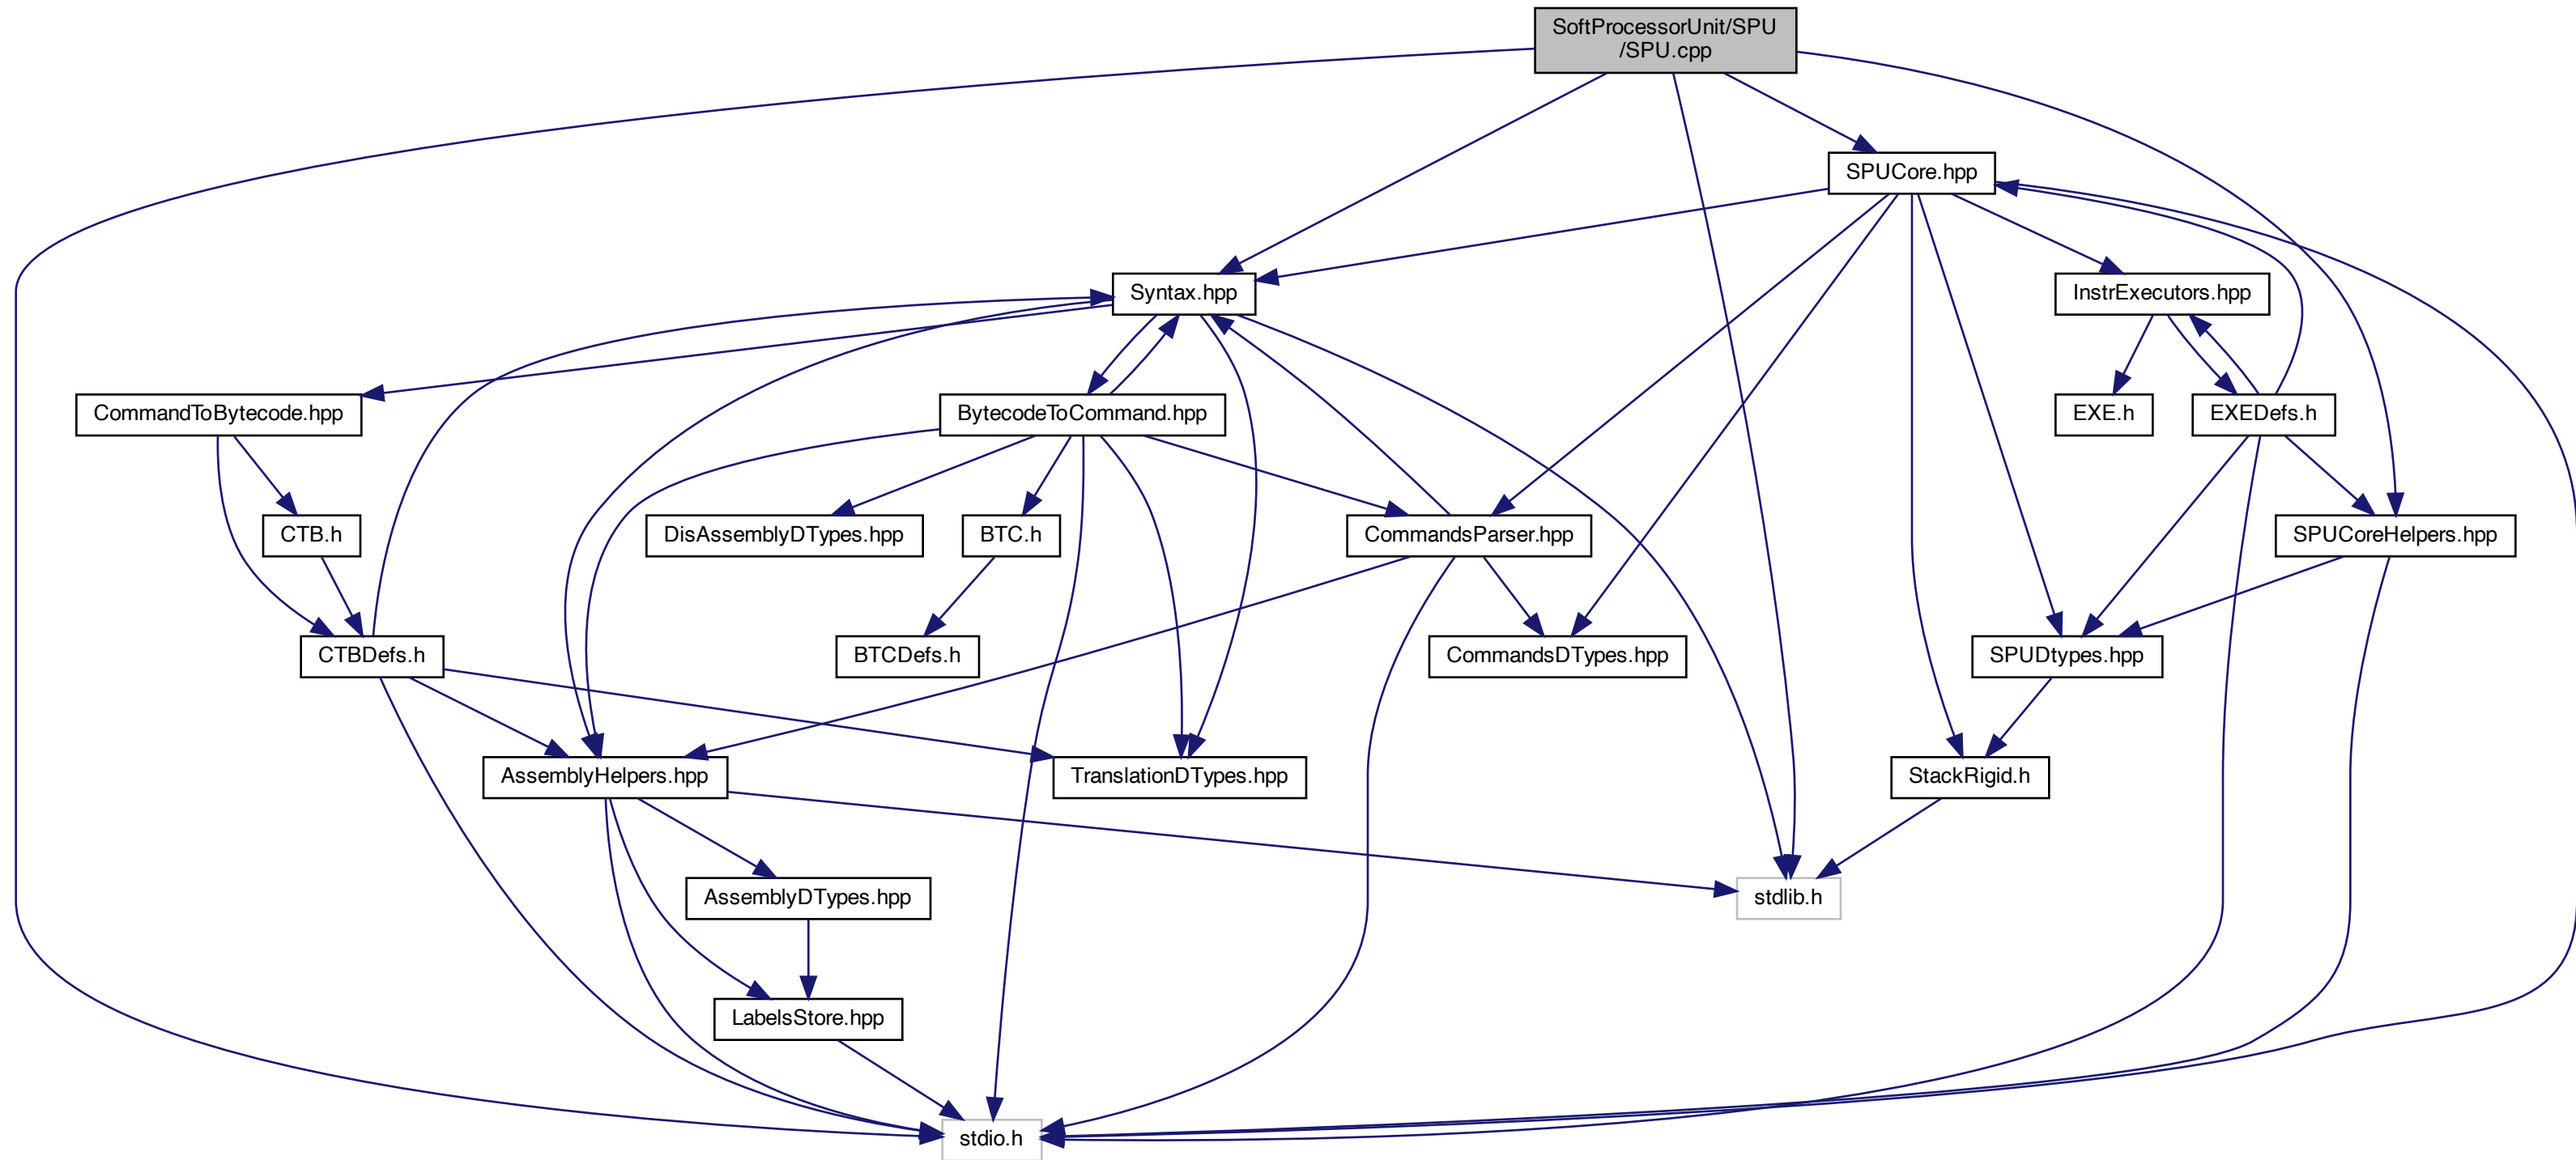 SoftProcessorUnit/SPU
/SPU.cpp
SPUCore.hpp
Syntax.hpp
InstrExecutors.hpp
CommandToBytecode.hpp
BytecodeToCommand.hpp
EXE.h
EXEDefs.h
CTB.h
DisAssemblyDTypes.hpp
BTC.h
CommandsParser.hpp
SPUCoreHelpers.hpp
CTBDefs.h
BTCDefs.h
CommandsDTypes.hpp
SPUDtypes.hpp
AssemblyHelpers.hpp
TranslationDTypes.hpp
StackRigid.h
AssemblyDTypes.hpp
stdlib.h
LabelsStore.hpp
stdio.h